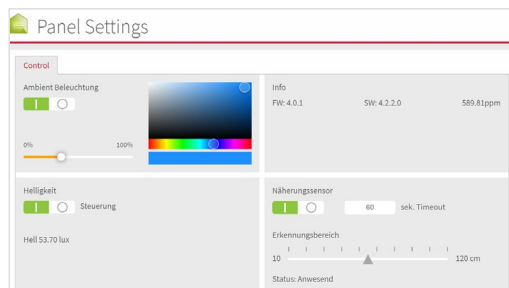 Panel Settings
Control
Ambient Beleuchtung
0% 100%
Info
FW: 4.0.1 SW: 4.2.2.0 589.81ppm
Helligkeit
Steuerung
Hell 53.70 lux
Näherungssensor
60 sek. Timeout
Erkennungsbereich
10 120 cm
Status: Anwesend